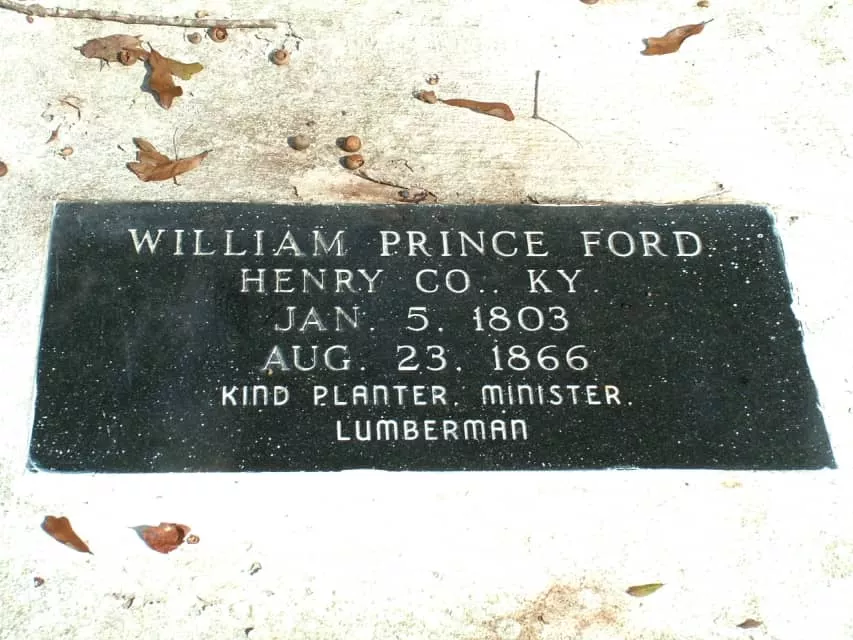 WILLIAM PRINCE FORD
HENRY CO., KY.
JAN. 5, 1803
AUG. 23, 1866
KIND PLANTER, MINISTER,
LUMBERMAN